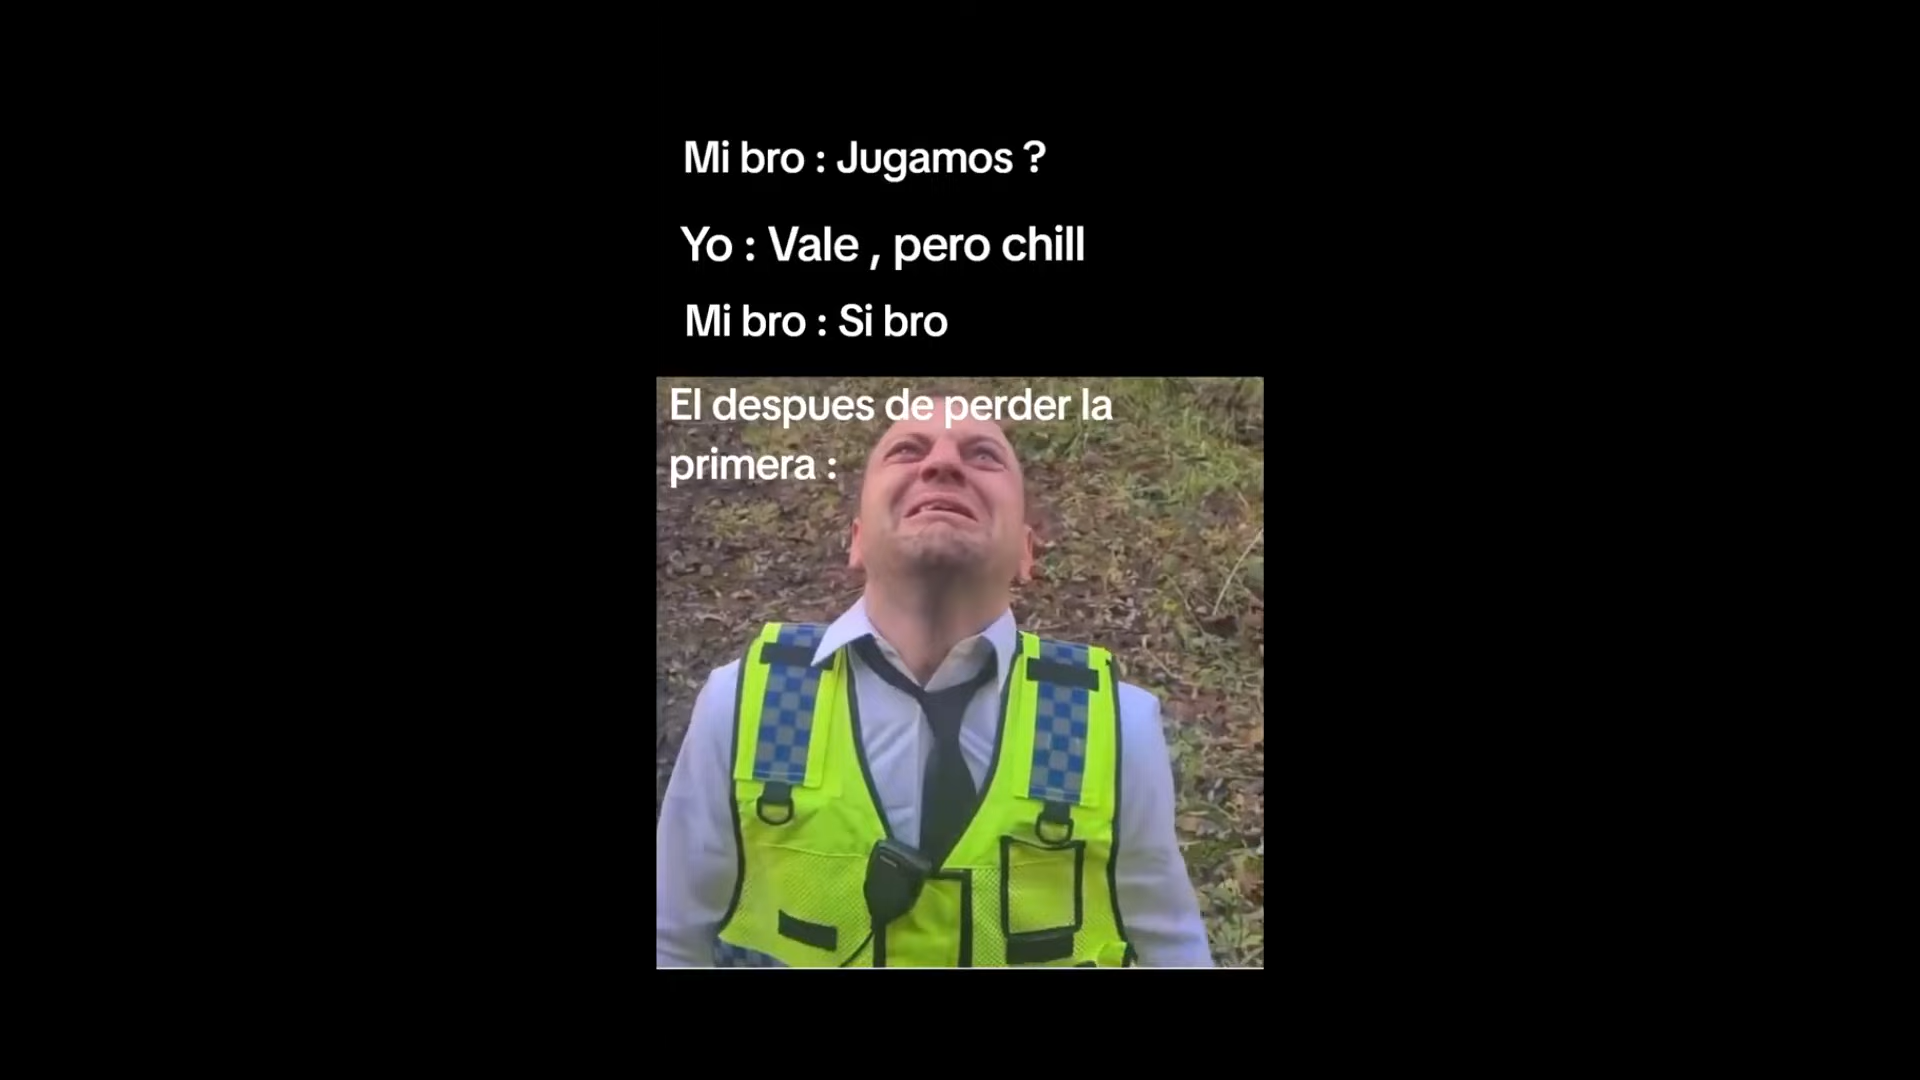 Mi bro : Jugamos ?
Yo : Vale , pero chill
Mi bro : Si bro
El despues de perder la
primera :